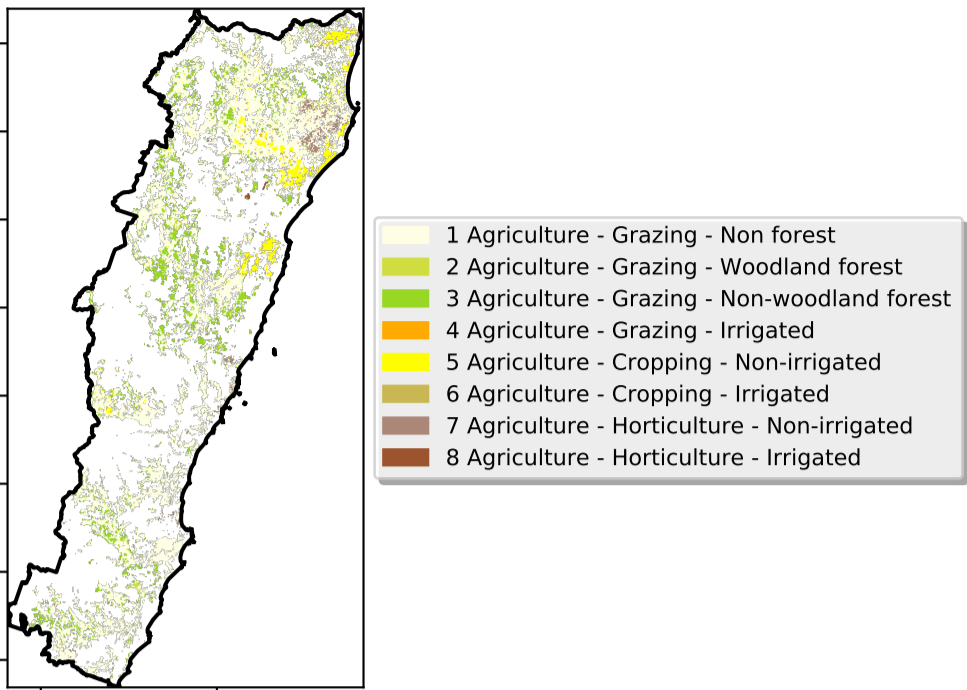 1 Agriculture - Grazing - Non forest
2 Agriculture - Grazing - Woodland forest
3 Agriculture - Grazing - Non-woodland forest
4 Agriculture - Grazing - Irrigated
5 Agriculture - Cropping - Non-irrigated
6 Agriculture - Cropping - Irrigated
7 Agriculture - Horticulture - Non-irrigated
8 Agriculture - Horticulture - Irrigated